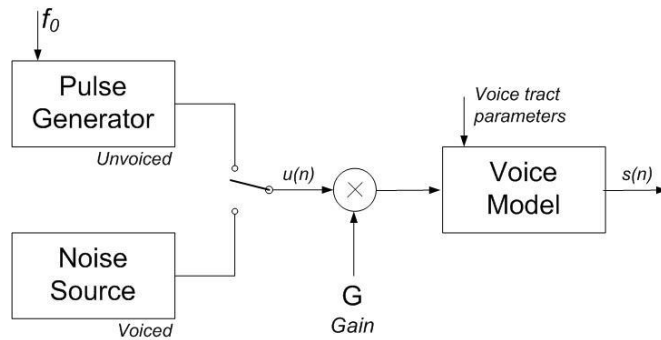 f0
Pulse
Generator
Unvoiced
Noise
Source
Voiced
u(n)
G
Gain
Voice tract
parameters
Voice
Model
s(n)